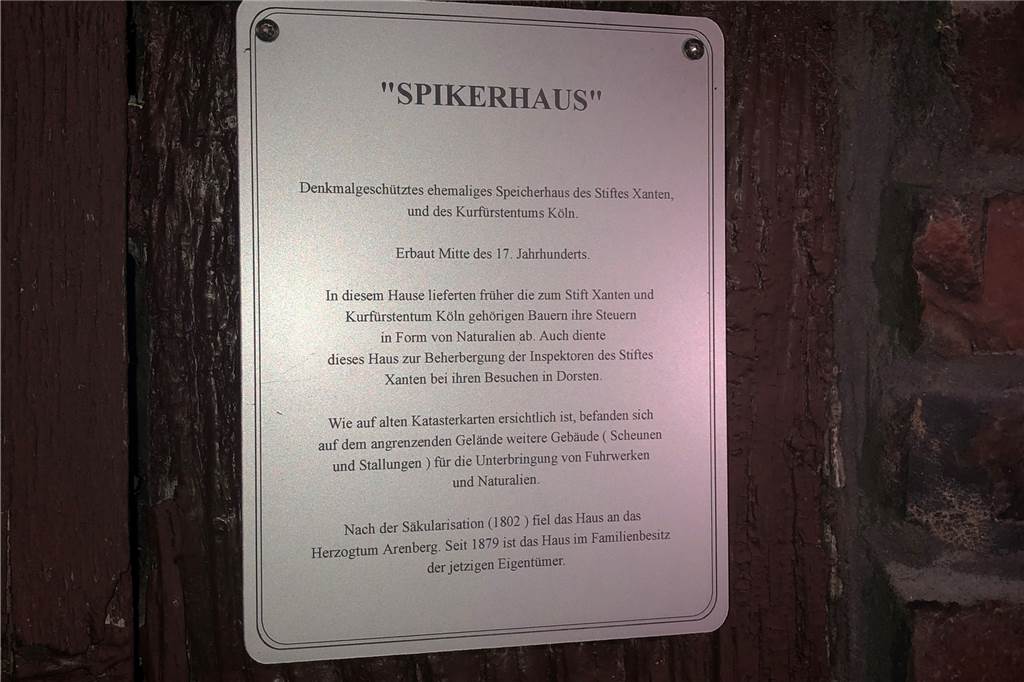 "SPIKERHAUS"
Denkmalgeschütztes ehemaliges Speicherhaus des Stiftes Xanten,
und des Kurfürstentums Köln.
Erbaut Mitte des 17. Jahrhunderts.
In diesem Hause lieferten früher die zum Stift Xanten und
Kurfürstentum Köln gehörigen Bauern ihre Steuern
in Form von Naturalien ab. Auch diente
dieses Haus zur Beherbergung der Inspektoren des Stiftes
Xanten bei ihren Besuchen in Dorsten.
Wie auf alten Katasterkarten ersichtlich ist, befanden sich
auf dem angrenzenden Gelände weitere Gebäude ( Scheunen
und Stallungen ) für die Unterbringung von Fuhrwerken
und Naturalien.
Nach der Säkularisation (1802 ) fiel das Haus an das
Herzogtum Arenberg. Seit 1879 ist das Haus im Familienbesitz
der jetzigen Eigentümer.